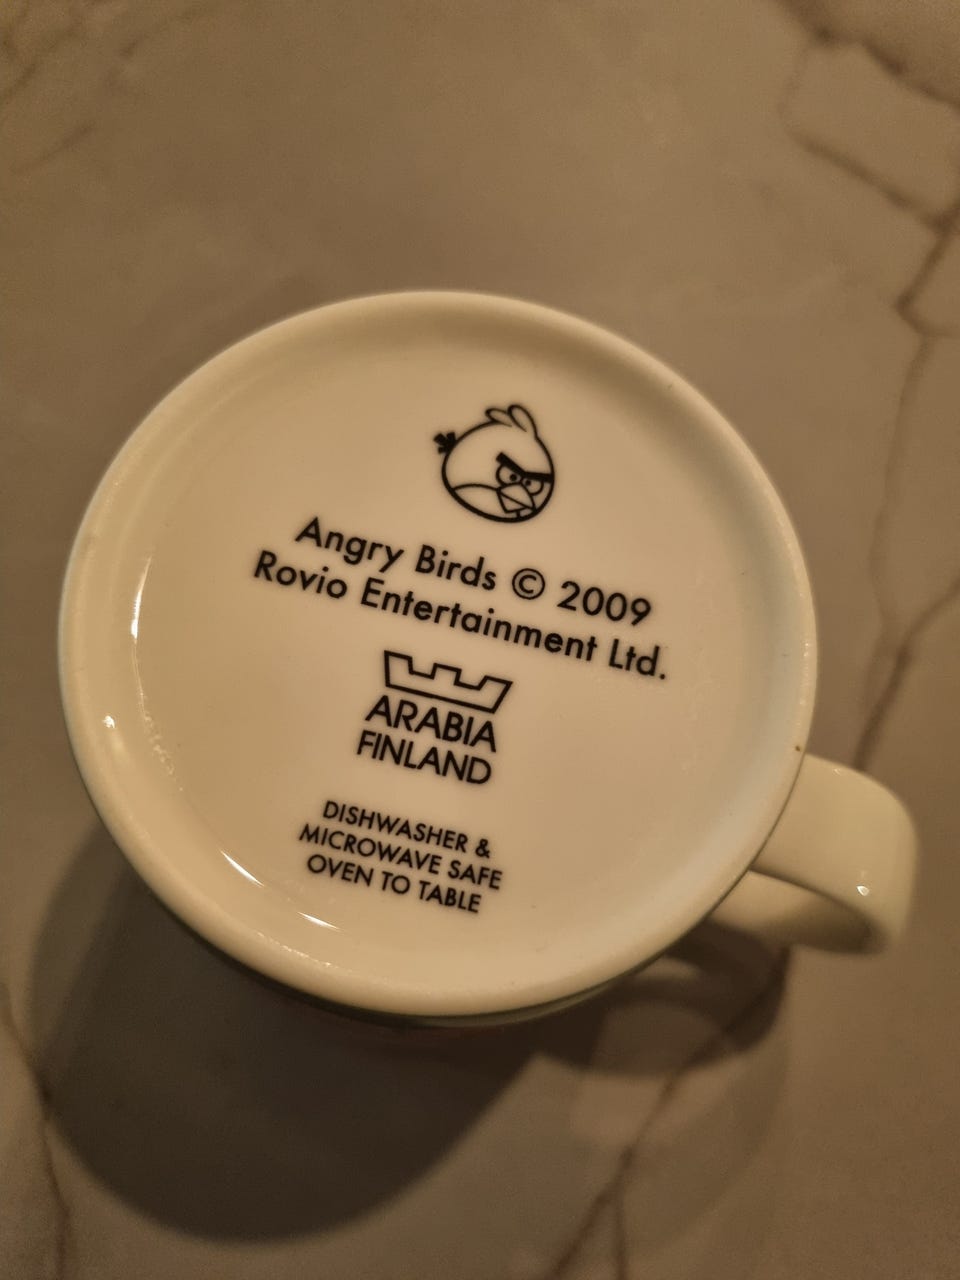 Angry Birds © 2009
Rovio Entertainment Ltd.
ARABIA
FINLAND
DISHWASHER &
MICROWAVE SAFE
OVEN TO TABLE